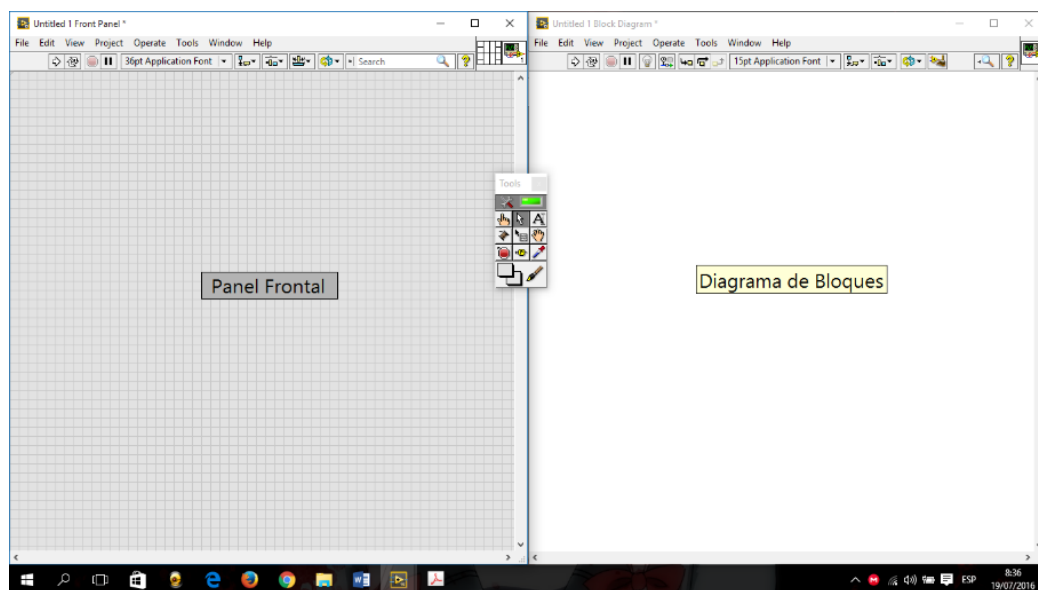 Untitled 1 Front Panel *
File Edit View Project Operate Tools Window Help
36pt Application Font
Search
Panel Frontal
Tools
Untitled 1 Block Diagram *
File Edit View Project Operate Tools Window Help
15pt Application Font
Diagrama de Bloques
ESP
8:36
19/07/2016